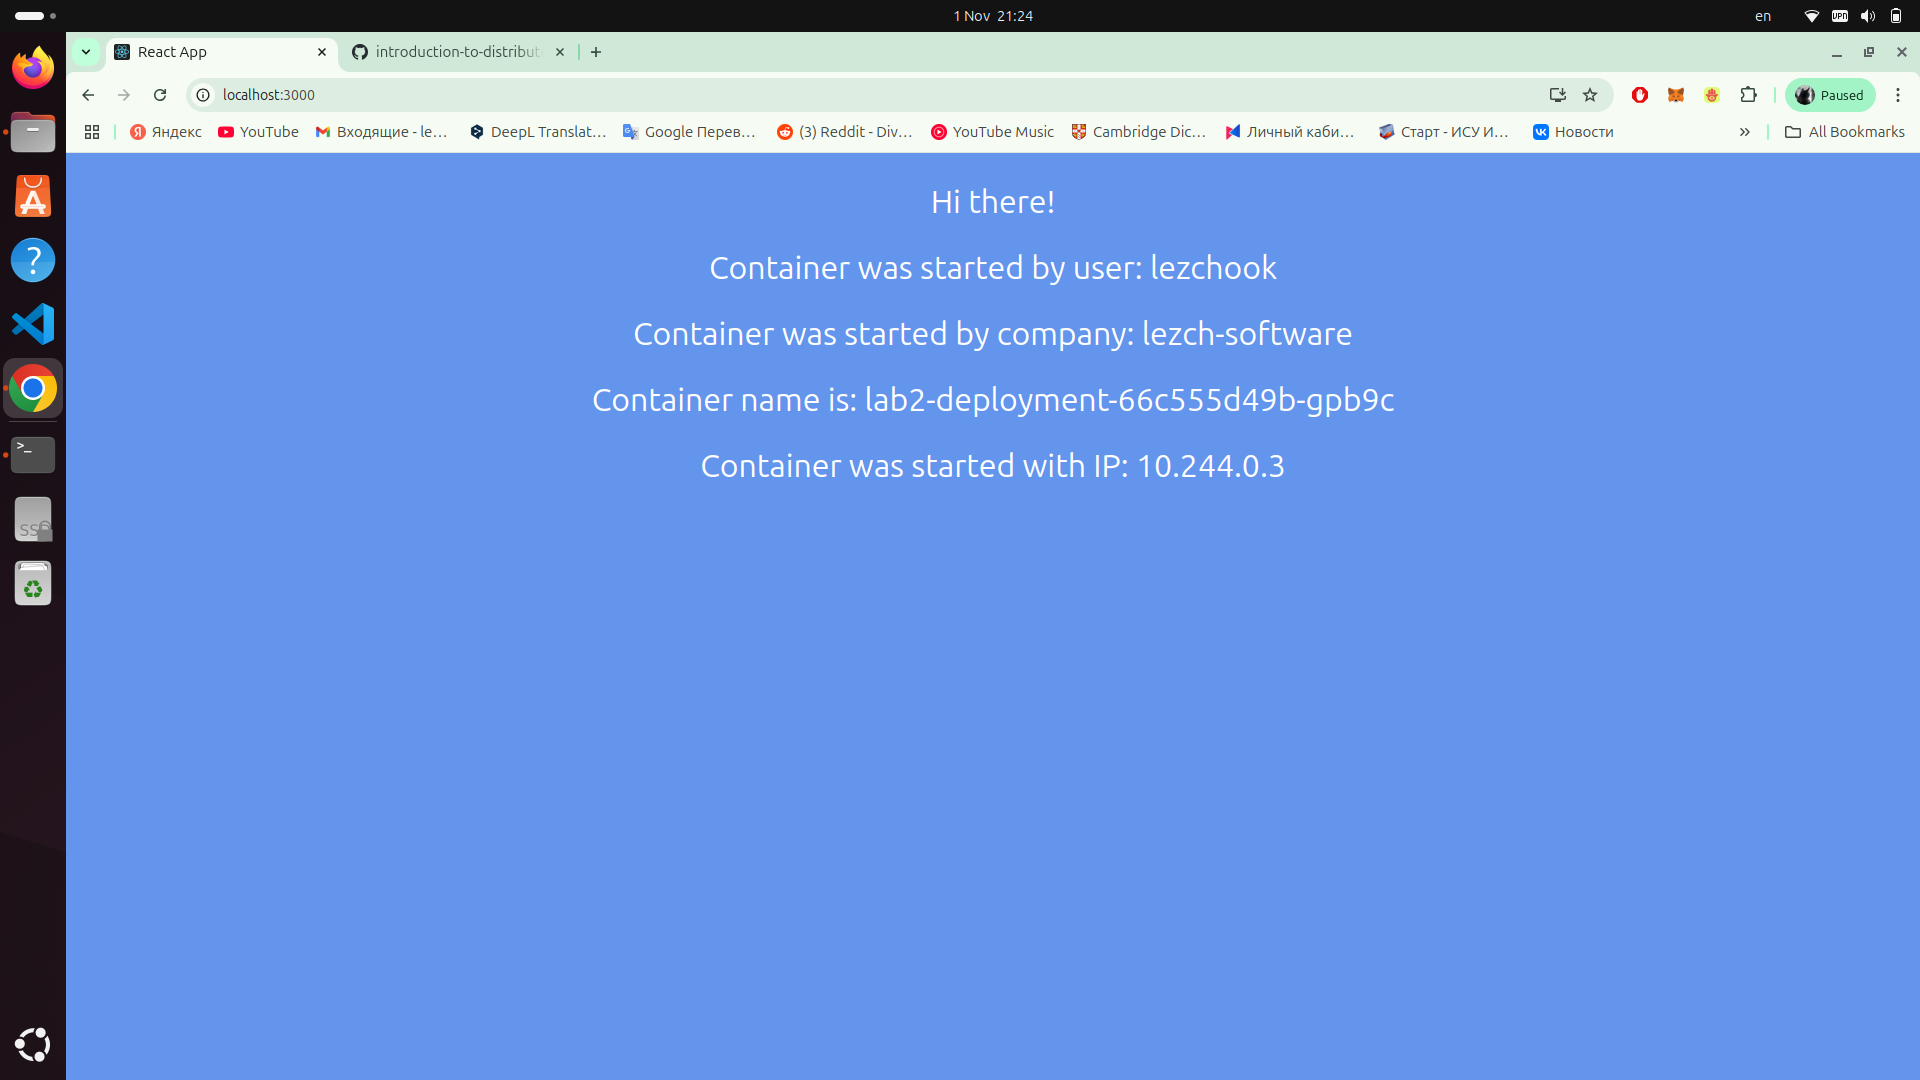 1 Nov 21:24
en
VPN
React App
introduction-to-distribut
localhost:3000
Paused
Яндекс
YouTube
Входящие - le...
DeepL Translat...
Google Перев...
(3) Reddit - Div...
YouTube Music
Cambridge Dic...
Личный каби...
Старт - ИСУ И...
Новости
All Bookmarks
Hi there!
Container was started by user: lezchook
Container was started by company: lezch-software
Container name is: lab2-deployment-66c555d49b-gpb9c
Container was started with IP: 10.244.0.3